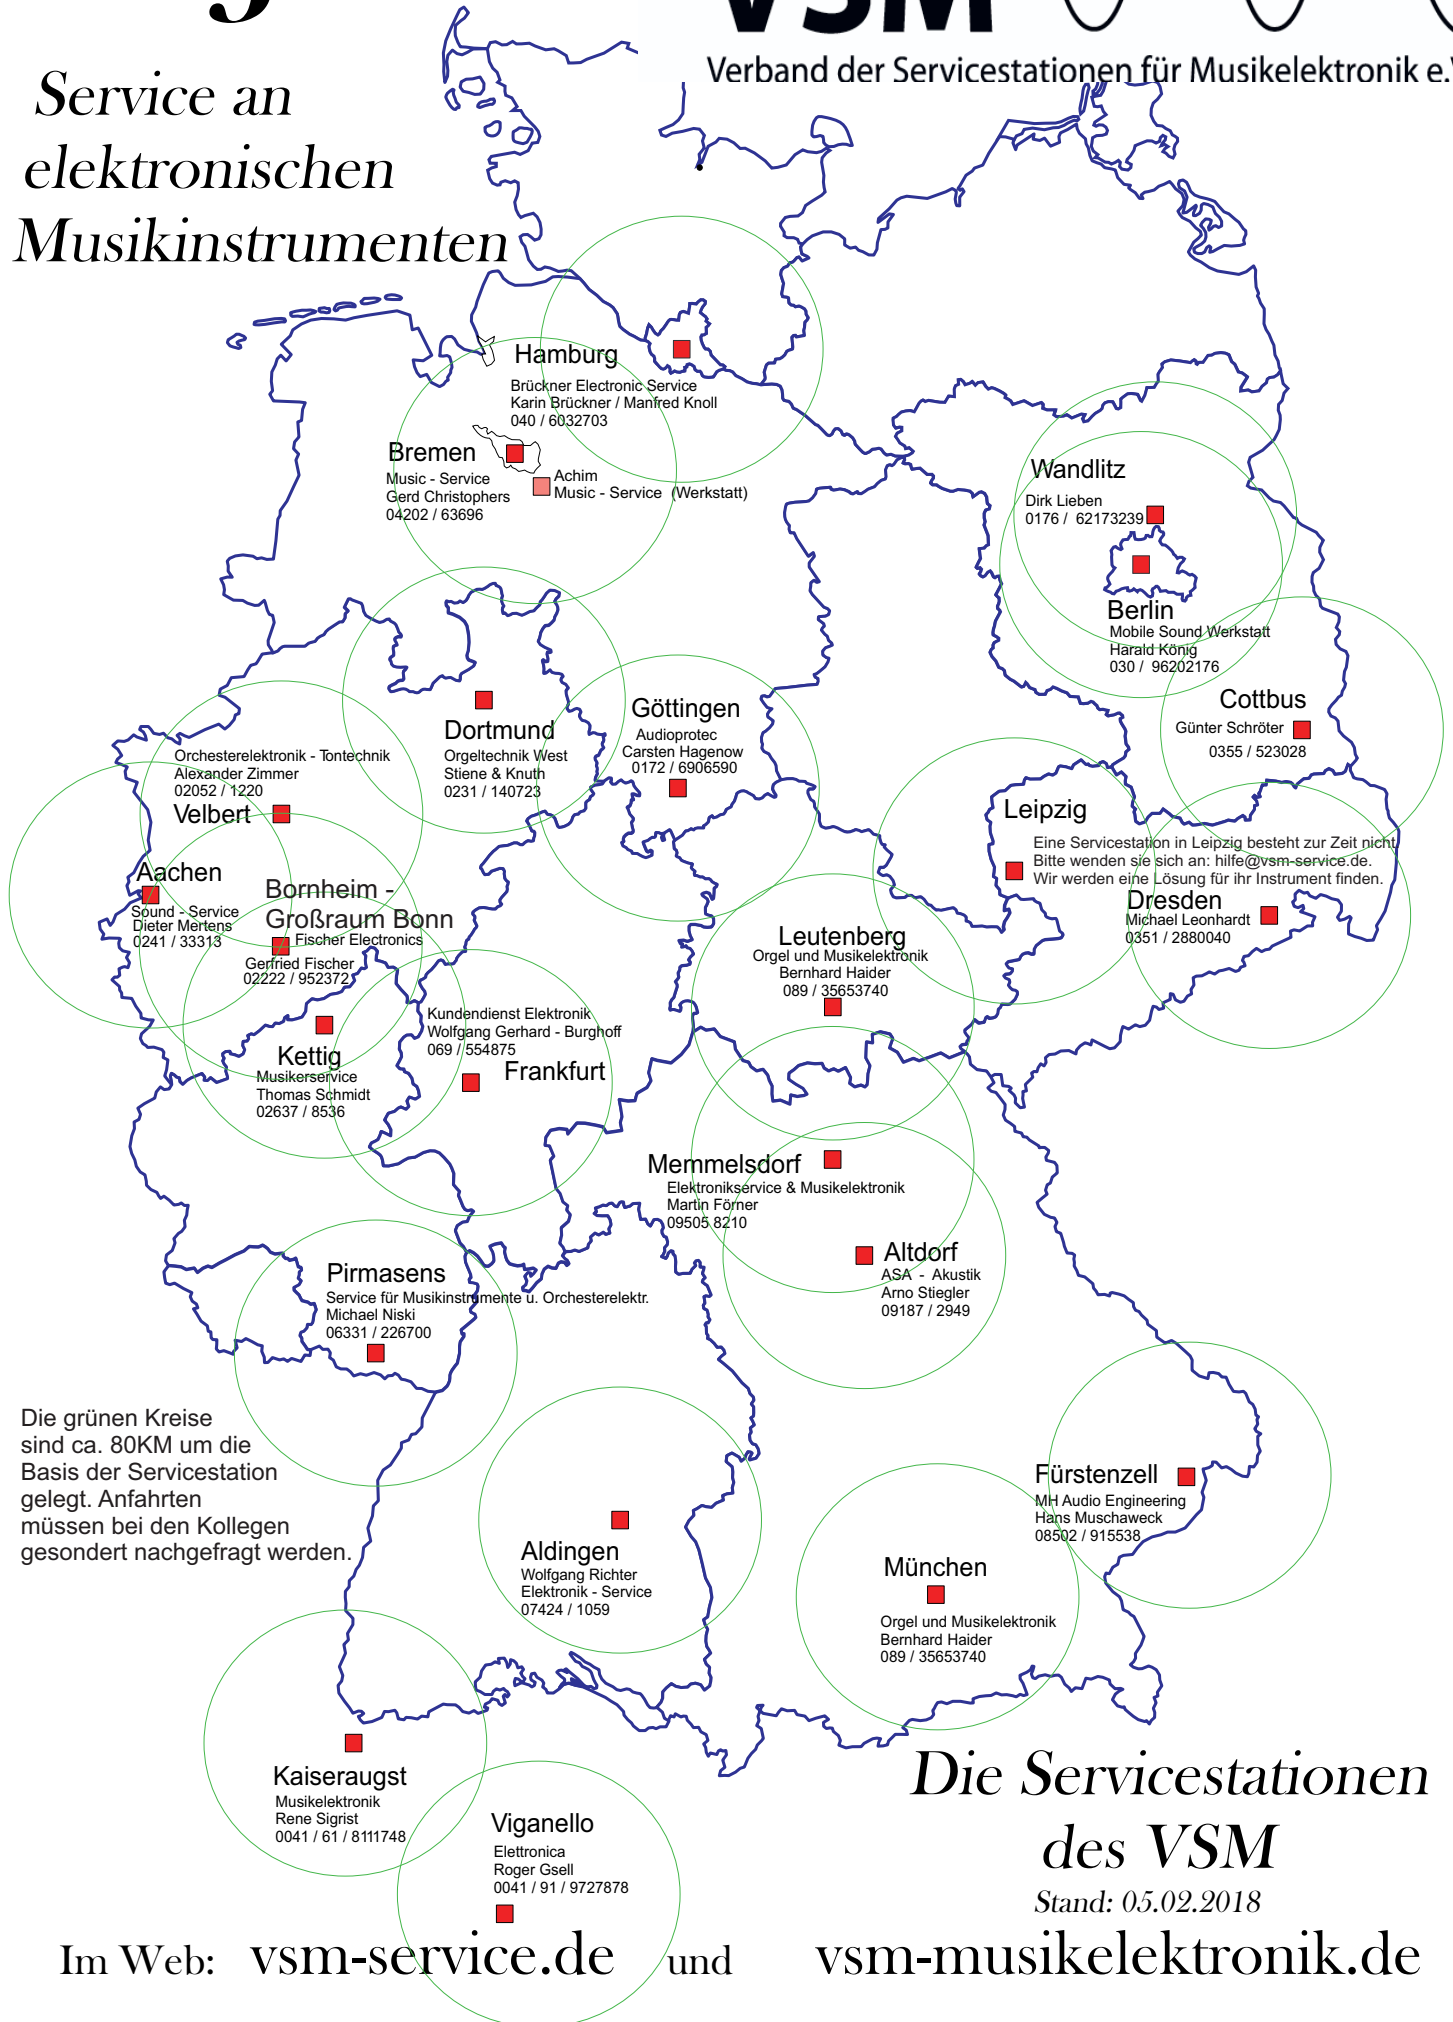 VSM
Verband der Servicestationen für Musikelektronik e.V
Service an
elektronischen
Musikinstrumenten
Hamburg
Brückner Electronic Service
Karin Brückner / Manfred Knoll
040 / 6032703
Bremen
Music - Service
Gerd Christophers
04202 / 63696
Achim
Music - Service (Werkstatt)
Wandlitz
Dirk Lieben
0176 / 62173239
Berlin
Mobile Sound Werkstatt
Harald König
030 / 96202176
Cottbus
Günter Schröter
0355 / 523028
Göttingen
Audioprotec
Carsten Hagenow
0172 / 6906590
Dortmund
Orgeltechnik West
Stiene & Knuth
0231 / 140723
Orchesterelektronik - Tontechnik
Alexander Zimmer
02052 / 1220
Velbert
Leipzig
Eine Servicestation in Leipzig besteht zur Zeit nicht
Bitte wenden sie sich an: hilfe@vsm-service.de.
Wir werden eine Lösung für ihr Instrument finden.
Dresden
Michael Leonhardt
0351 / 2880040
Aachen
Sound - Service
Dieter Mertens
0241 / 33313
Bornheim -
Großraum Bonn
Fischer Electronics
Gerfried Fischer
02222 / 952372
Leutenberg
Orgel und Musikelektronik
Bernhard Haider
089 / 35653740
Kundendienst Elektronik
Wolfgang Gerhard - Burghoff
069 / 554875
Frankfurt
Kettig
Musikerservice
Thomas Schmidt
02637 / 8536
Memmelsdorf
Elektronikservice & Musikelektronik
Martin Förner
09505 8210
Altdorf
ASA - Akustik
Arno Stiegler
09187 / 2949
Pirmasens
Service für Musikinstrumente u. Orchesterelektr.
Michael Niski
06331 / 226700
Die grünen Kreise
sind ca. 80KM um die
Basis der Servicestation
gelegt. Anfahrten
müssen bei den Kollegen
gesondert nachgefragt werden.
Fürstenzell
MH Audio Engineering
Hans Muschaweck
08502 / 915538
Aldingen
Wolfgang Richter
Elektronik - Service
07424 / 1059
München
Orgel und Musikelektronik
Bernhard Haider
089 / 35653740
Kaiseraugst
Musikelektronik
Rene Sigrist
0041 / 61 / 8111748
Viganello
Elettronica
Roger Gsell
0041 / 91 / 9727878
Die Servicestationen
des VSM
Stand: 05.02.2018
Im Web: vsm-service.de und vsm-musikelektronik.de